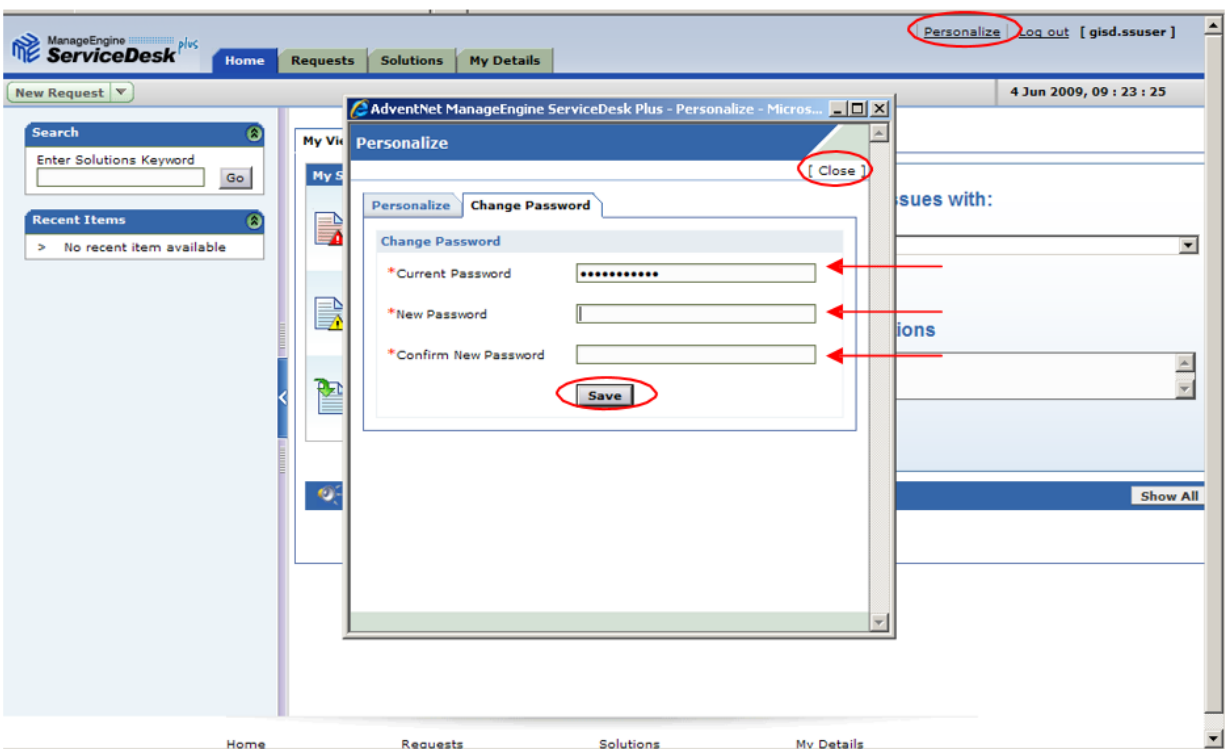 Personalize Log out [ gisd.ssuser ]
ManageEngine plus
ServiceDesk
Home Requests Solutions My Details
New Request
4 Jun 2009, 09 : 23 : 25
AdventNet ManageEngine ServiceDesk Plus - Personalize - Micros...
Personalize
[ Close ]
Search
Enter Solutions Keyword
Go
Recent Items
> No recent item available
My Vie
My S
ssues with:
ions
Personalize Change Password
Change Password
*Current Password
*New Password
*Confirm New Password
Save
Show All
Home Requests Solutions My Details